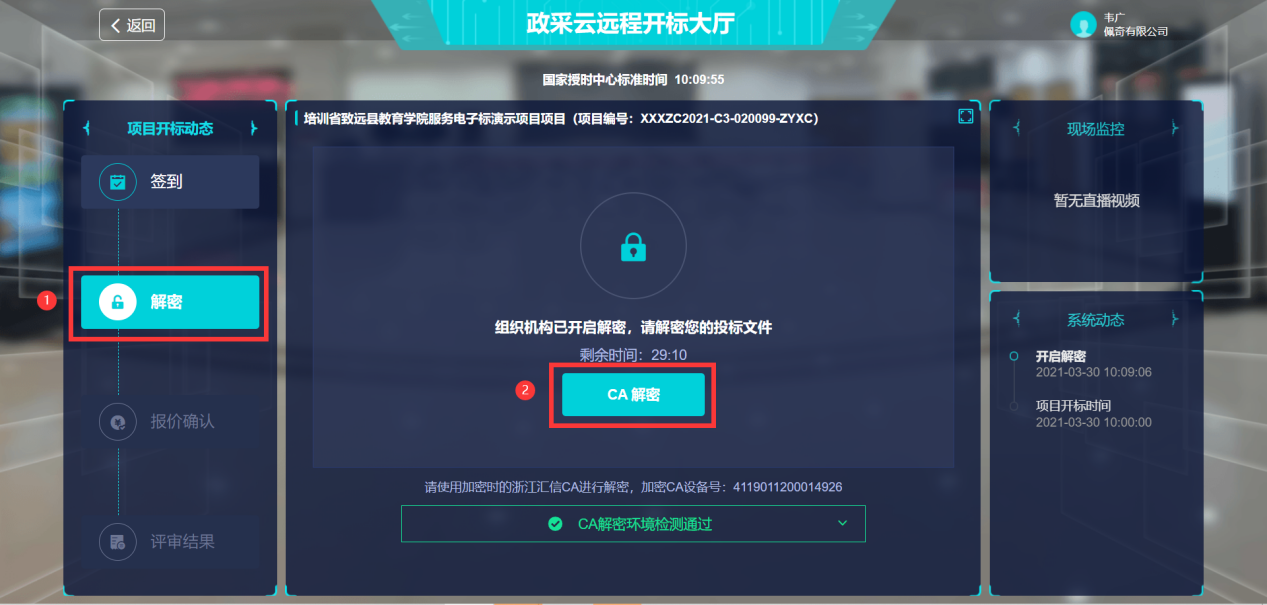 返回
政采云远程开标大厅
韦广
佩奇有限公司
国家授时中心标准时间 10:09:55
项目开标动态
签到
1
解密
报价确认
评审结果
培训省致远县教育学院服务电子标演示项目项目（项目编号：XXXZC2021-C3-020099-ZYXC）
组织机构已开启解密，请解密您的投标文件
剩余时间：29:10
2
CA 解密
请使用加密时的浙江汇信CA进行解密，加密CA设备号：4119011200014926
CA解密环境检测通过
现场监控
暂无直播视频
系统动态
开启解密
2021-03-30 10:09:06
项目开标时间
2021-03-30 10:00:00